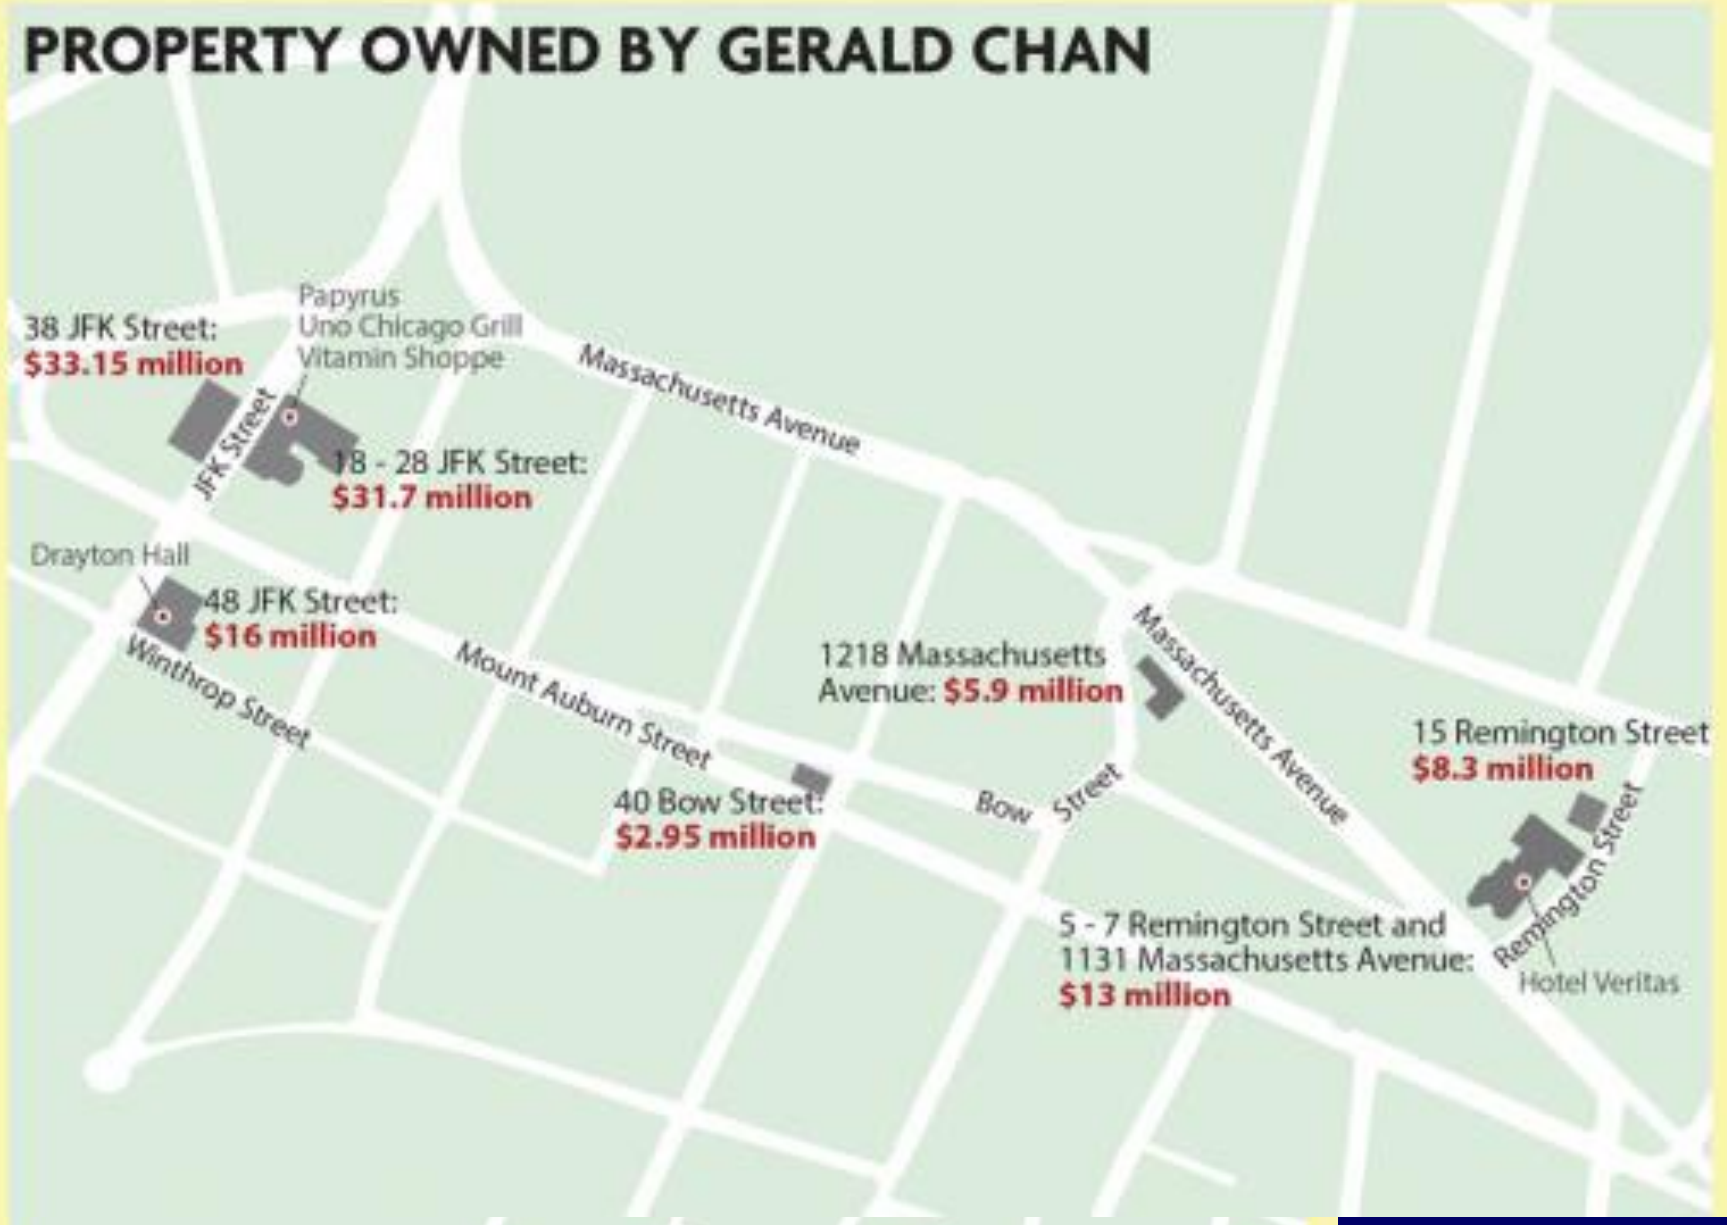 PROPERTY OWNED BY GERALD CHAN
Papyrus
Uno Chicago Grill
Vitamin Shoppe
38 JFK Street:
$33.15 million
JFK Street
18 - 28 JFK Street:
$31.7 million
Massachusetts Avenue
Drayton Hall
48 JFK Street:
$16 million
Winthrop Street
Mount Auburn Street
40 Bow Street:
$2.95 million
1218 Massachusetts
Avenue: $5.9 million
Bow Street
Massachusetts Avenue
15 Remington Street
$8.3 million
Remington Street
5 - 7 Remington Street and
1131 Massachusetts Avenue:
$13 million
Hotel Veritas